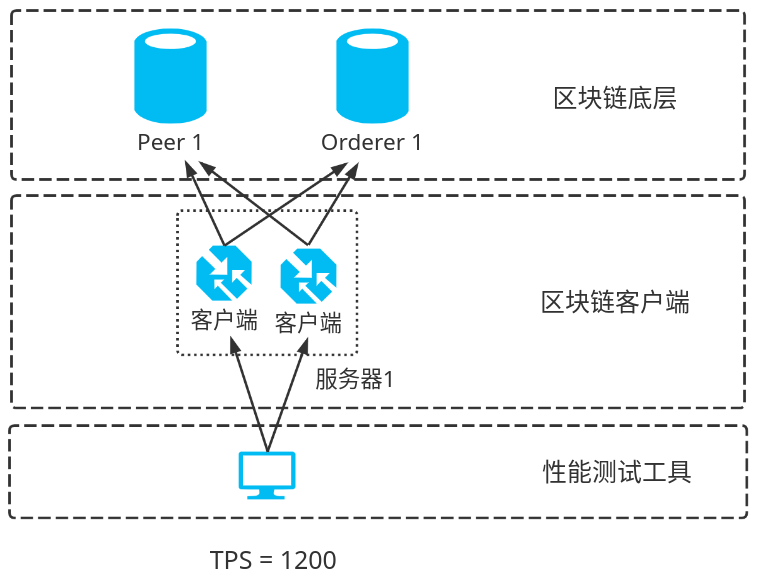 区块链底层
Peer 1
Orderer 1
区块链客户端
客户端
客户端
服务器1
性能测试工具
TPS = 1200